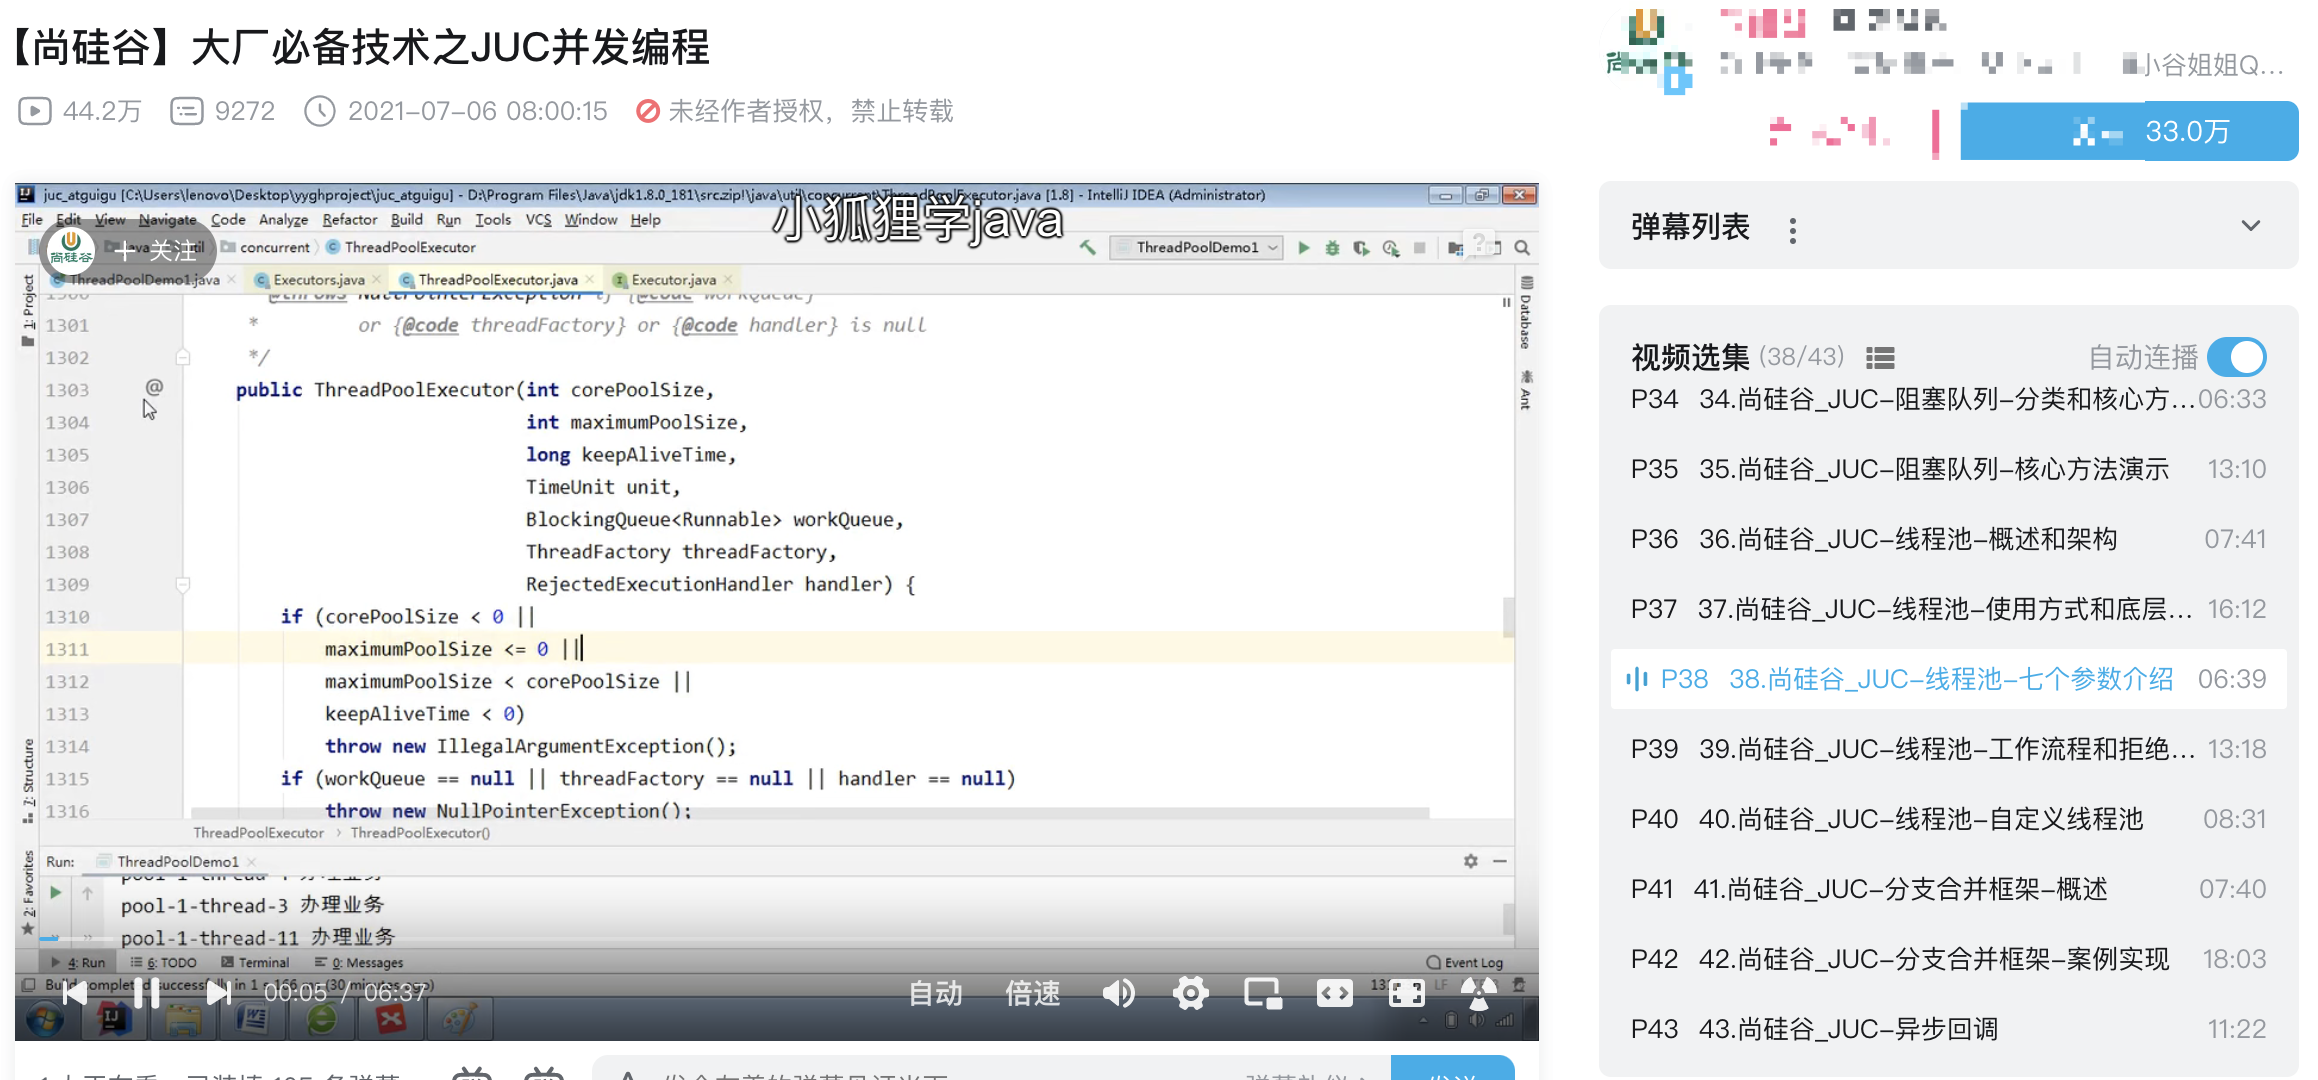 【尚硅谷】大厂必备技术之JUC并发编程
44.2万 9272 2021-07-06 08:00:15 未经作者授权，禁止转载
小谷姐姐Q...
33.0万
juc_atguigu [C:\Users\lenovo\Desktop\yyghproject\juc_atguigu] - D:\Program Files\Java\jdk1.8.0_181\src.zip!\java\util\concurrent\ThreadPoolExecutor.java [1.8] - IntelliJ IDEA (Administrator)
小狐狸学java
File Edit View Navigate Code Analyze Refactor Build Run Tools VCS Window Help
尚硅谷 + 关注
concurrent ThreadPoolExecutor
ThreadPoolDemo1
ThreadPoolDemo1.java Executors.java ThreadPoolExecutor.java Executor.java
1: Project
Database
Ant
1300 @throws NullPointerException if {@code workQueue}
1301 * or {@code threadFactory} or {@code handler} is null
1302 */
1303 @ public ThreadPoolExecutor(int corePoolSize,
1304 int maximumPoolSize,
1305 long keepAliveTime,
1306 TimeUnit unit,
1307 BlockingQueue<Runnable> workQueue,
1308 ThreadFactory threadFactory,
1309 RejectedExecutionHandler handler) {
1310 if (corePoolSize < 0 ||
1311 maximumPoolSize <= 0 ||
1312 maximumPoolSize < corePoolSize ||
1313 keepAliveTime < 0)
1314 throw new IllegalArgumentException();
1315 if (workQueue == null || threadFactory == null || handler == null)
1316 throw new NullPointerException();
ThreadPoolExecutor › ThreadPoolExecutor()
7: Structure
2: Favorites
Run: ThreadPoolDemo1
pool-1-thread-3 办理业务
pool-1-thread-11 办理业务
4: Run 6: TODO Terminal 0: Messages Event Log
00:05 / 06:37 自动 倍速
弹幕列表
视频选集 (38/43) 自动连播
P34 34.尚硅谷_JUC-阻塞队列-分类和核心方... 06:33
P35 35.尚硅谷_JUC-阻塞队列-核心方法演示 13:10
P36 36.尚硅谷_JUC-线程池-概述和架构 07:41
P37 37.尚硅谷_JUC-线程池-使用方式和底层... 16:12
P38 38.尚硅谷_JUC-线程池-七个参数介绍 06:39
P39 39.尚硅谷_JUC-线程池-工作流程和拒绝... 13:18
P40 40.尚硅谷_JUC-线程池-自定义线程池 08:31
P41 41.尚硅谷_JUC-分支合并框架-概述 07:40
P42 42.尚硅谷_JUC-分支合并框架-案例实现 18:03
P43 43.尚硅谷_JUC-异步回调 11:22